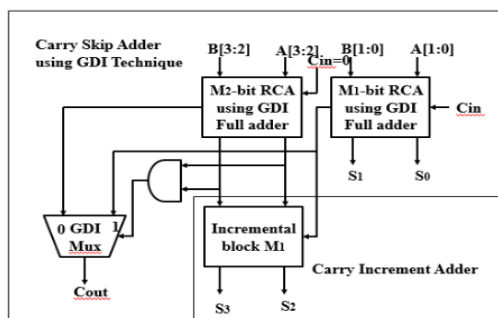 Carry Skip Adder
using GDI Technique
B[3:2]
A[3:2]
Cin=0
B[1:0]
A[1:0]
M2-bit RCA
using GDI
Full adder
M1-bit RCA
using GDI
Full adder
Cin
S1
S0
0 GDI 1
Mux
Incremental
block M1
Carry Increment Adder
Cout
S3
S2